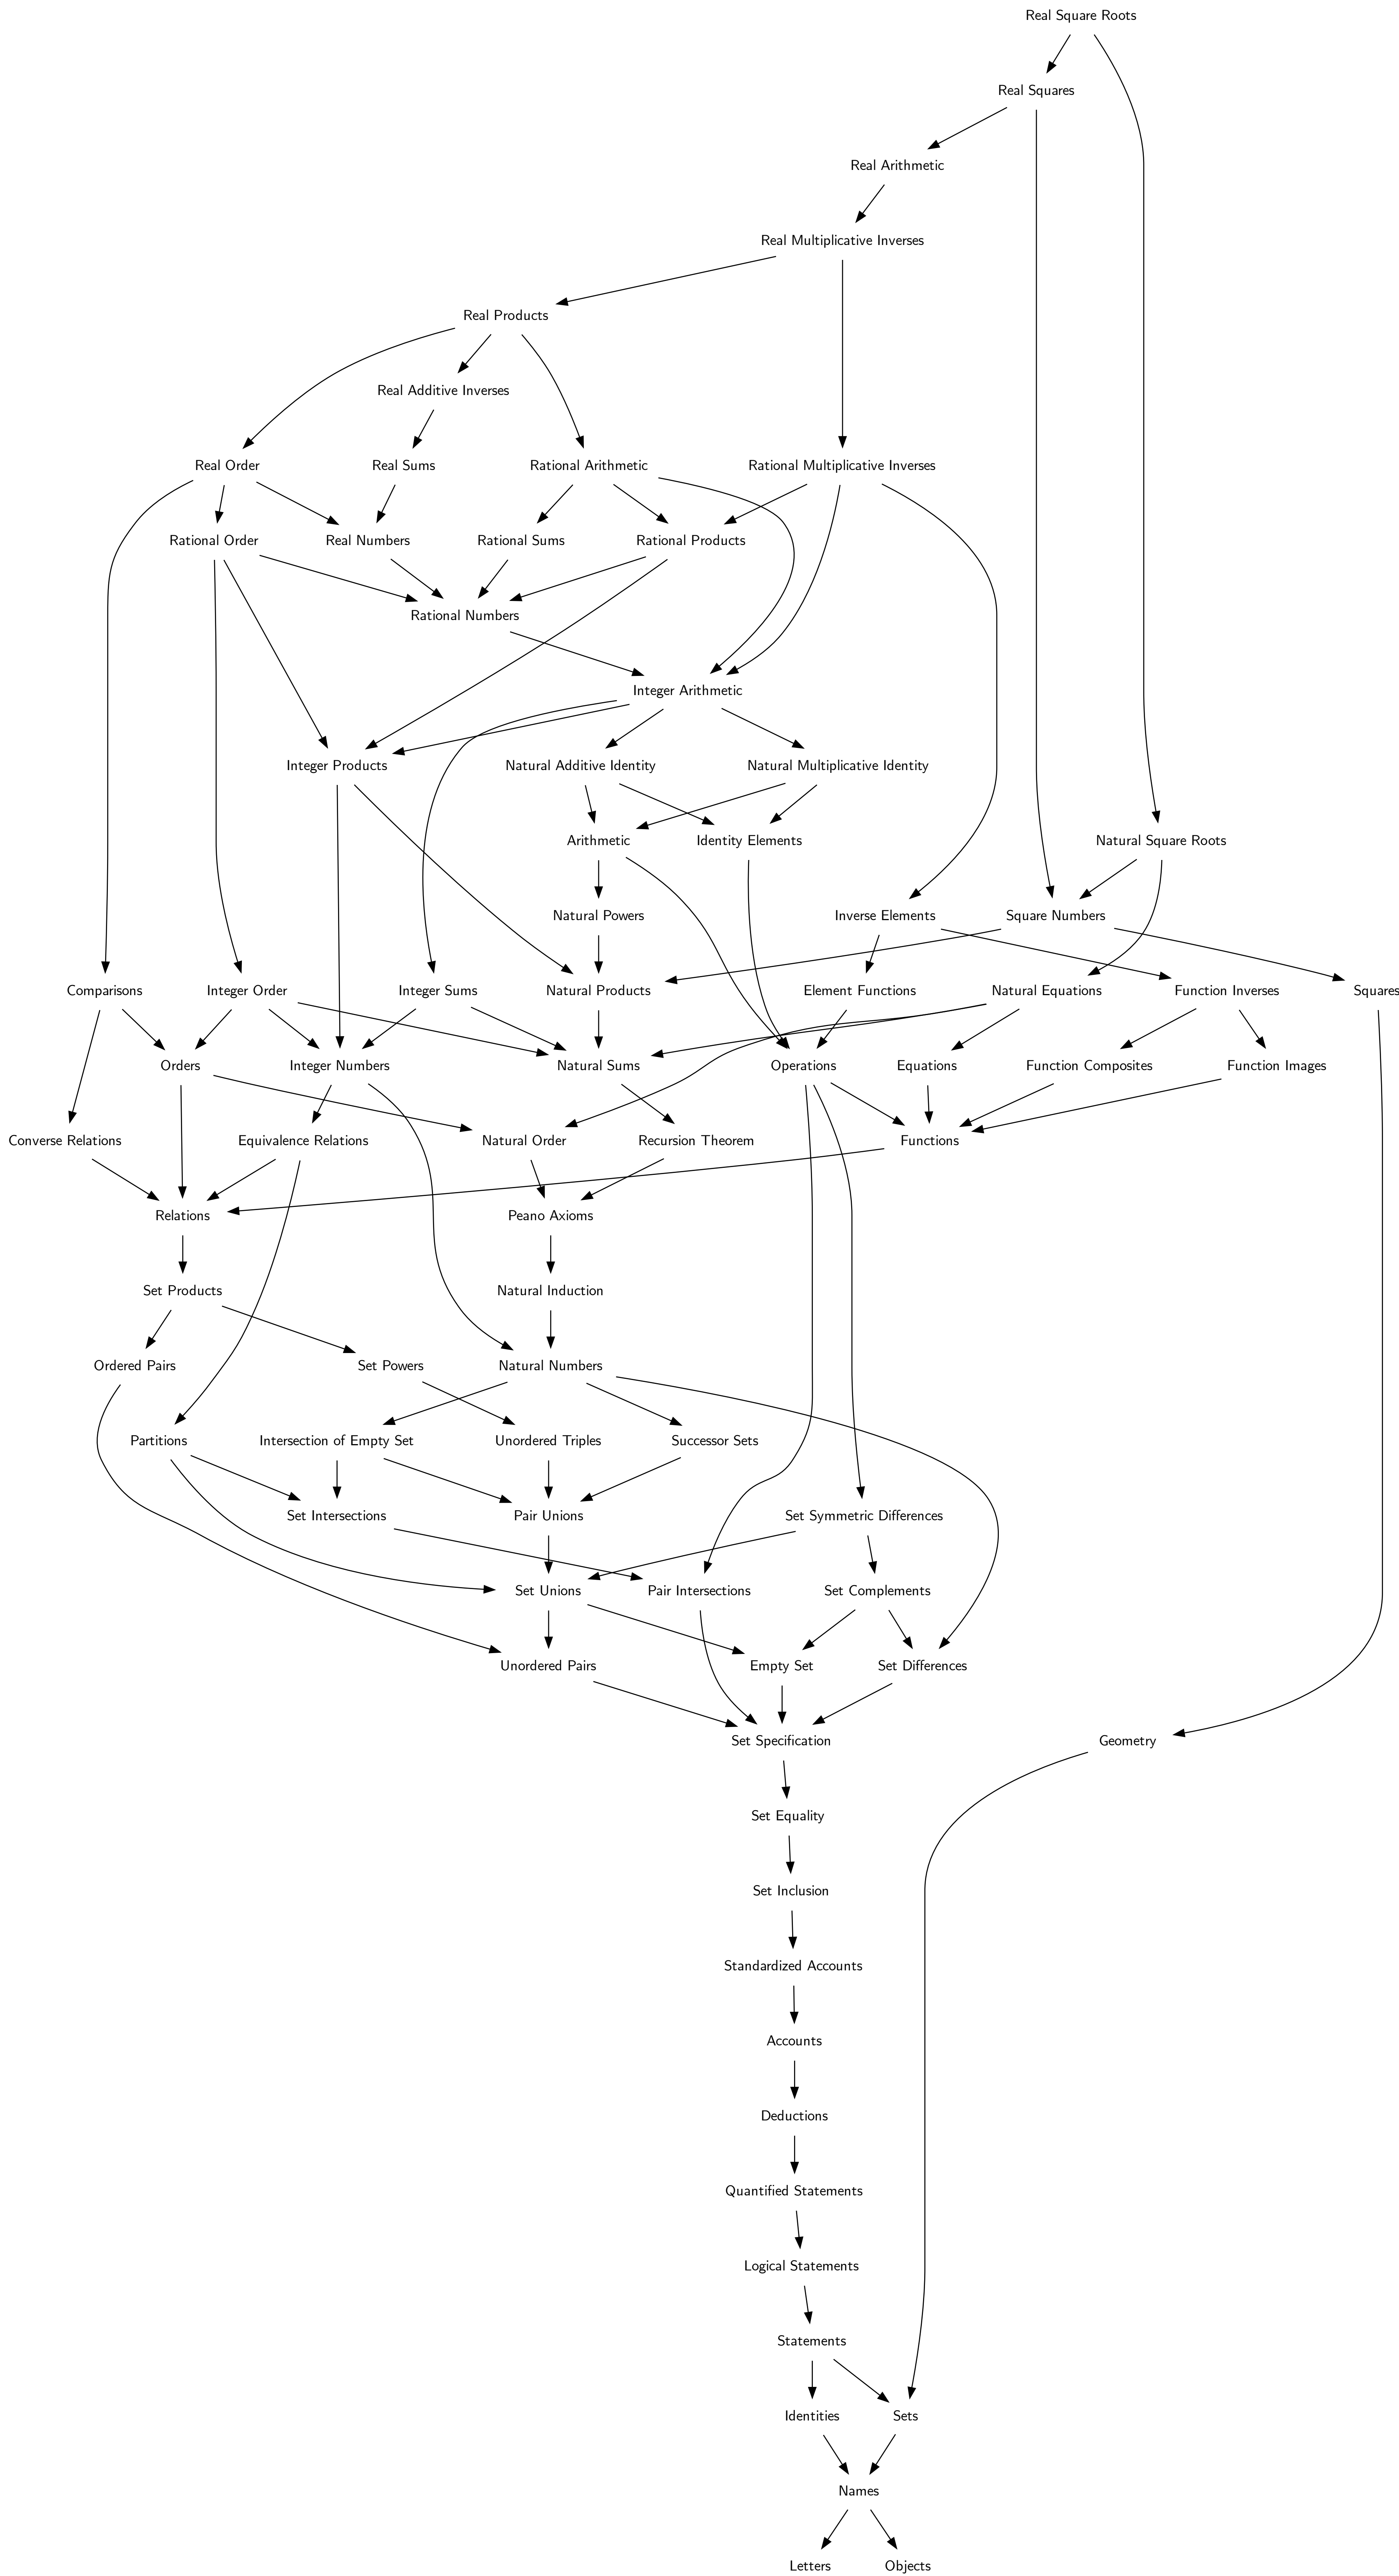 Real Square Roots
Real Squares
Real Arithmetic
Real Multiplicative Inverses
Real Products
Real Additive Inverses
Real Order
Real Sums
Rational Arithmetic
Rational Multiplicative Inverses
Rational Order
Real Numbers
Rational Sums
Rational Products
Rational Numbers
Integer Arithmetic
Integer Products
Natural Additive Identity
Natural Multiplicative Identity
Arithmetic
Identity Elements
Natural Square Roots
Natural Powers
Inverse Elements
Square Numbers
Comparisons
Integer Order
Integer Sums
Natural Products
Element Functions
Natural Equations
Function Inverses
Squares
Orders
Integer Numbers
Natural Sums
Operations
Equations
Function Composites
Function Images
Converse Relations
Equivalence Relations
Natural Order
Recursion Theorem
Functions
Relations
Peano Axioms
Set Products
Natural Induction
Ordered Pairs
Set Powers
Natural Numbers
Partitions
Intersection of Empty Set
Unordered Triples
Successor Sets
Set Intersections
Pair Unions
Set Symmetric Differences
Set Unions
Pair Intersections
Set Complements
Unordered Pairs
Empty Set
Set Differences
Set Specification
Geometry
Set Equality
Set Inclusion
Standardized Accounts
Accounts
Deductions
Quantified Statements
Logical Statements
Statements
Identities
Sets
Names
Letters
Objects